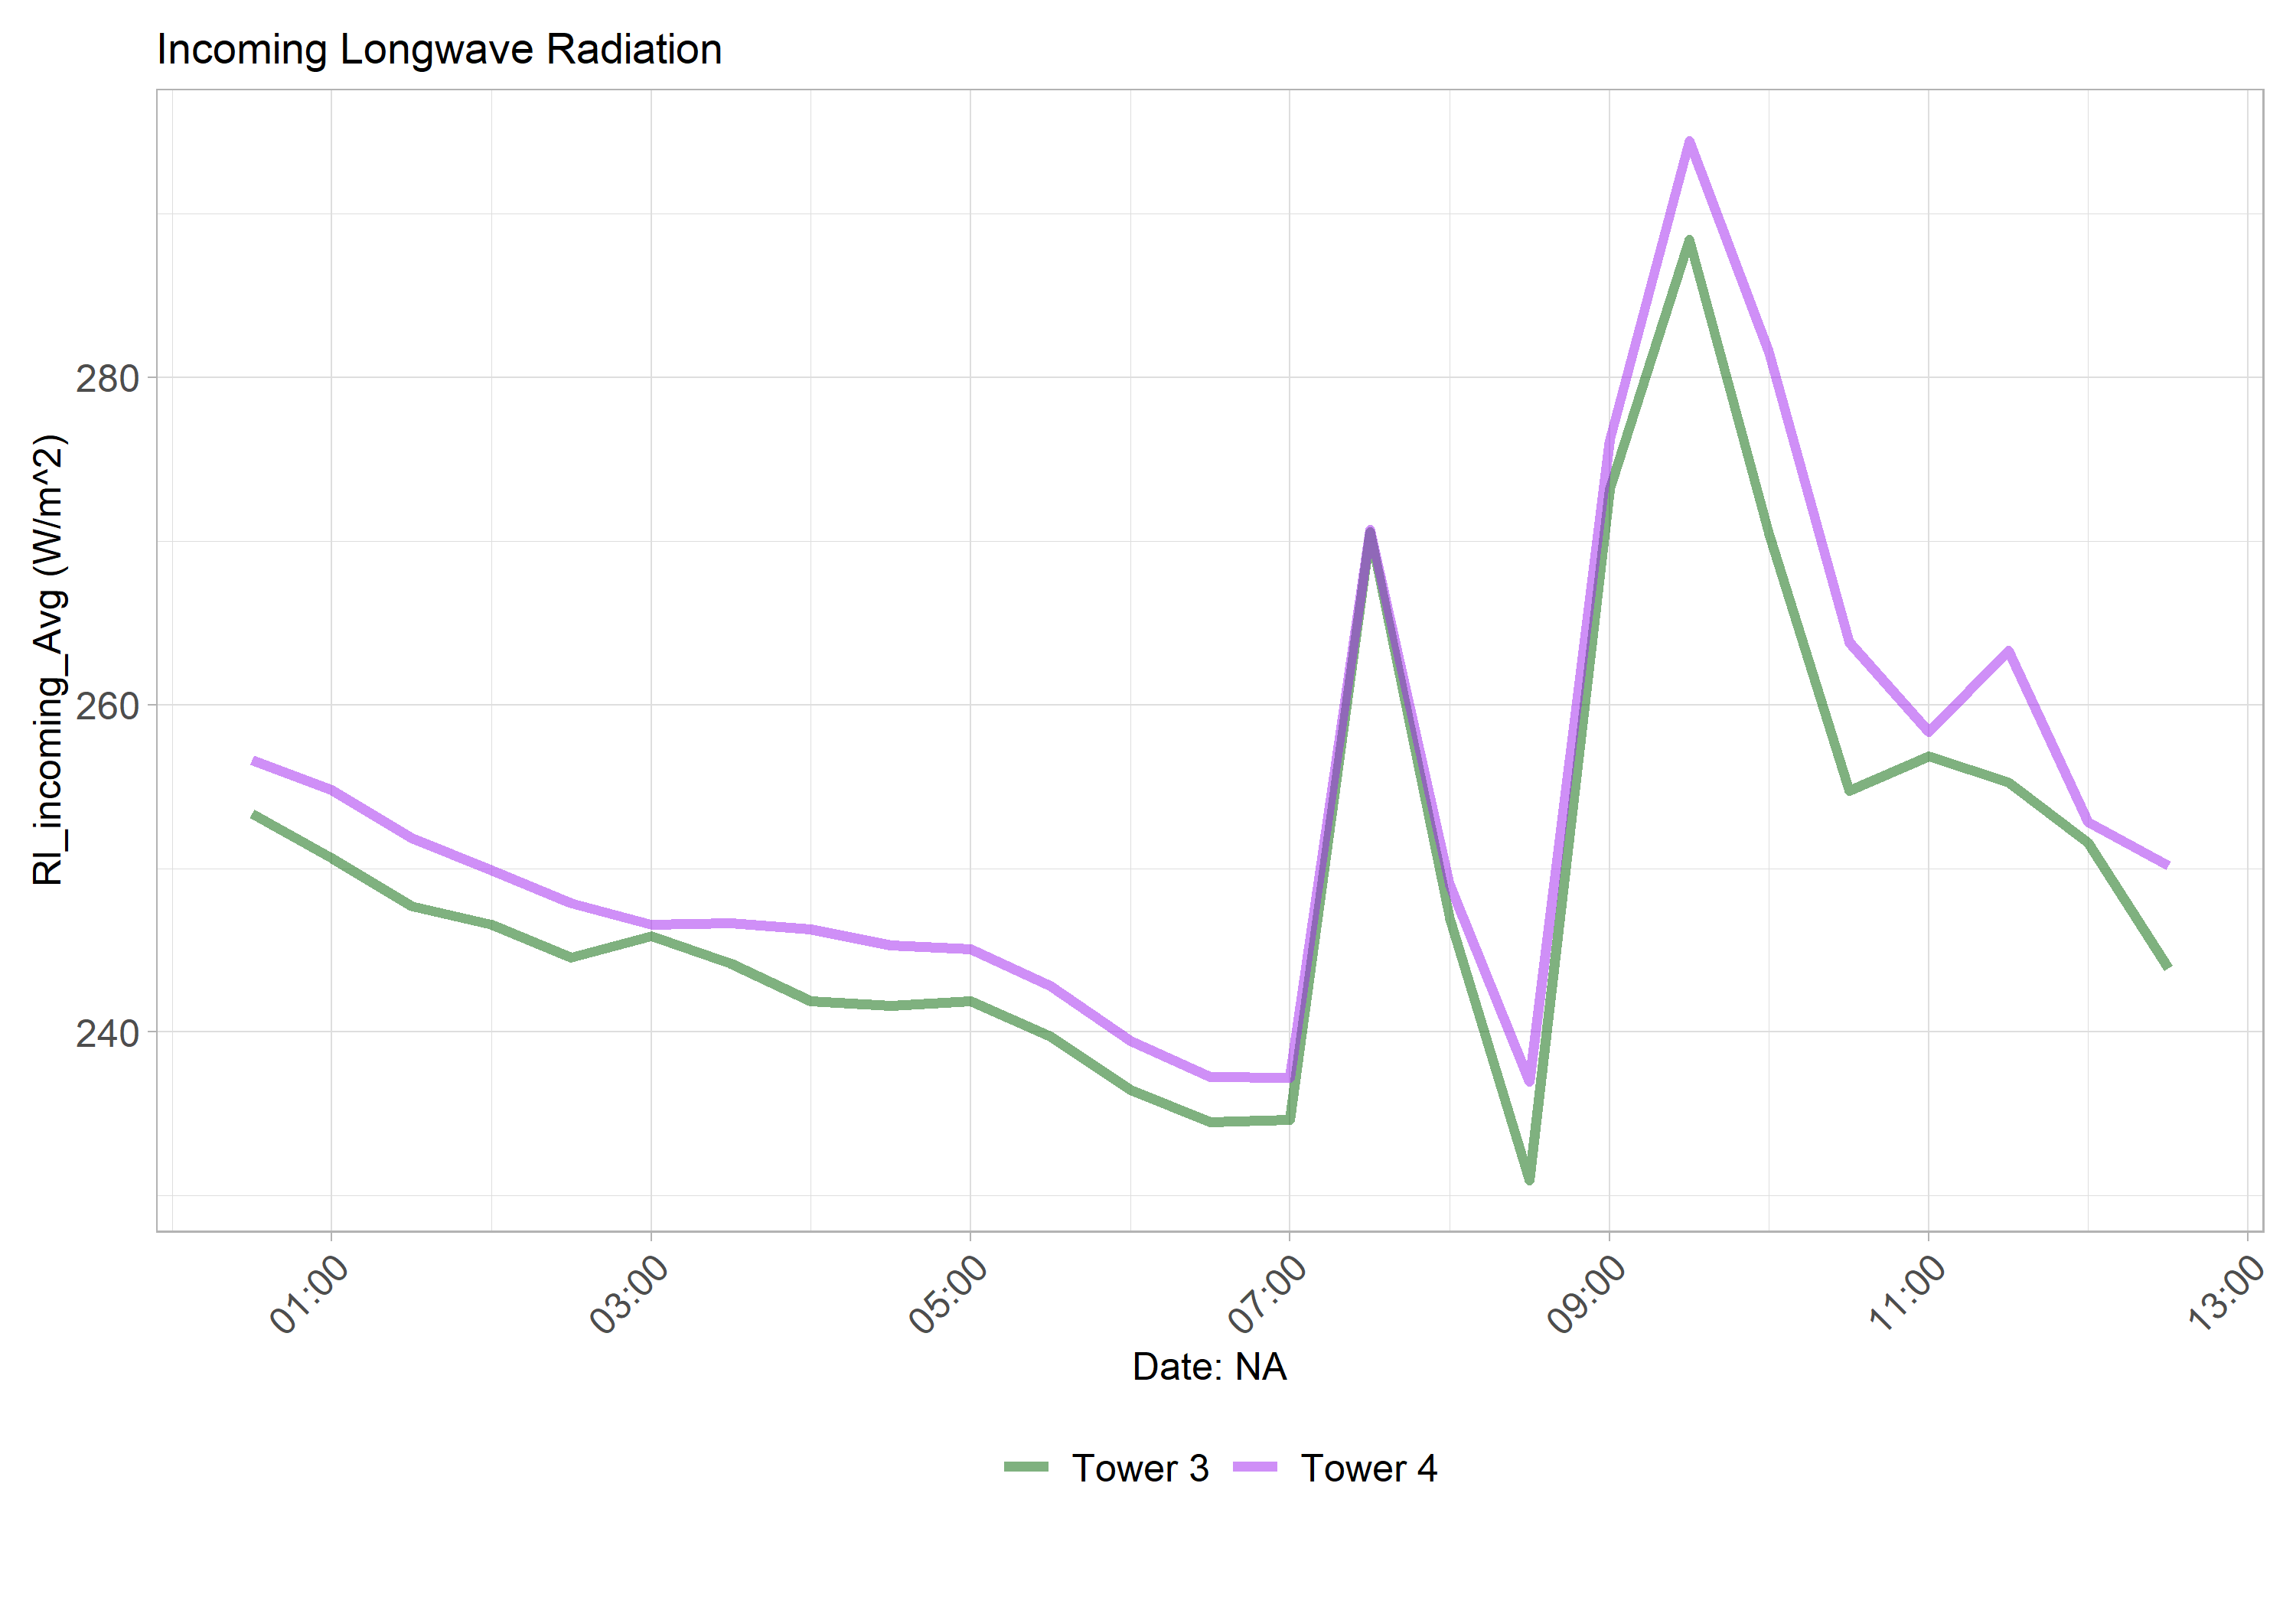 Incoming Longwave Radiation
Rl_incoming_Avg (W/m^2)
280
260
240
01:00
03:00
05:00
07:00
09:00
11:00
13:00
Date: NA
Tower 3
Tower 4